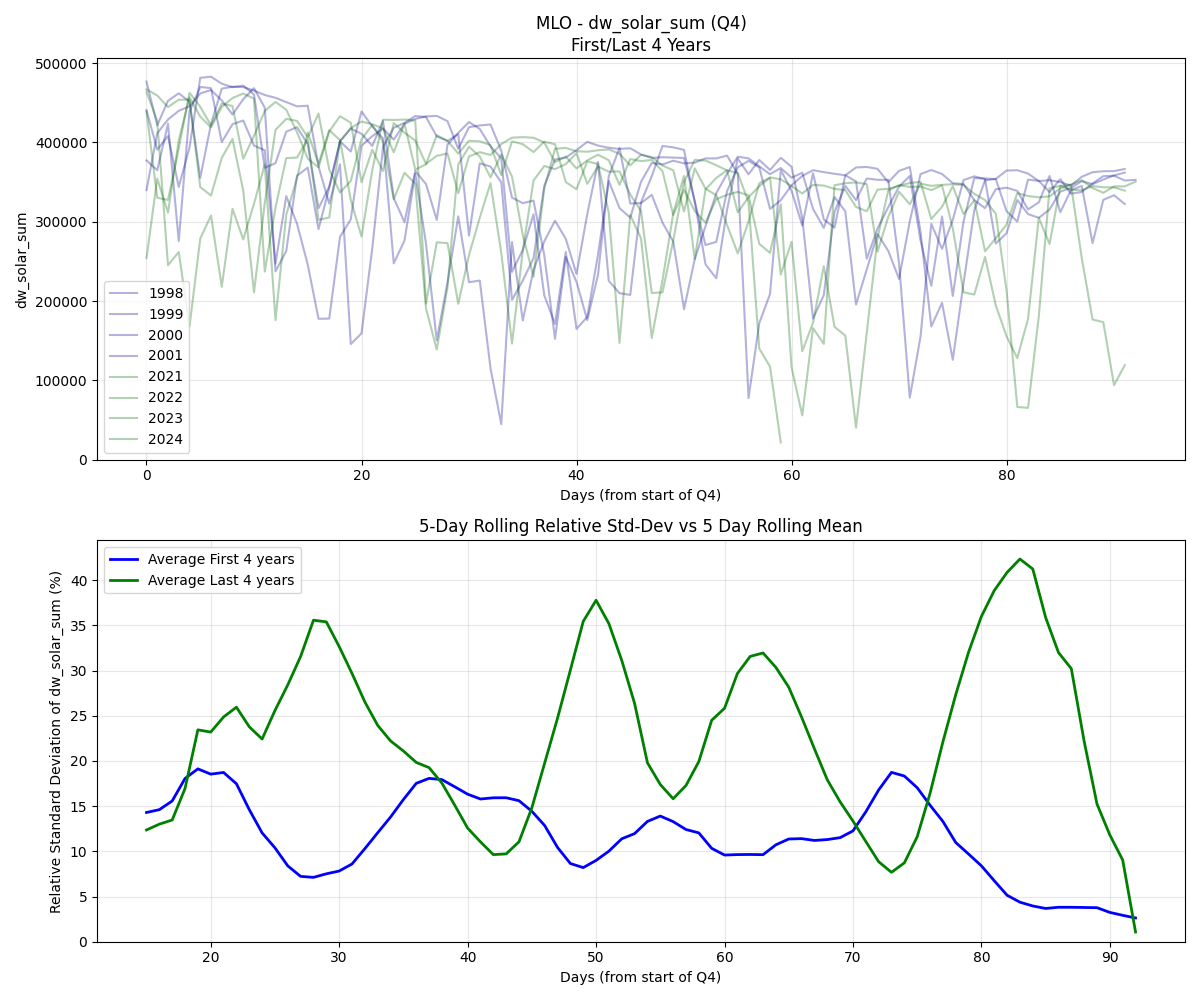 MLO - dw_solar_sum (Q4)
First/Last 4 Years
dw_solar_sum
500000
400000
300000
200000
100000
0
1998
1999
2000
2001
2021
2022
2023
2024
0 20 40 60 80
Days (from start of Q4)
5-Day Rolling Relative Std-Dev vs 5 Day Rolling Mean
Relative Standard Deviation of dw_solar_sum (%)
Average First 4 years
Average Last 4 years
40
35
30
25
20
15
10
5
0
20 30 40 50 60 70 80 90
Days (from start of Q4)